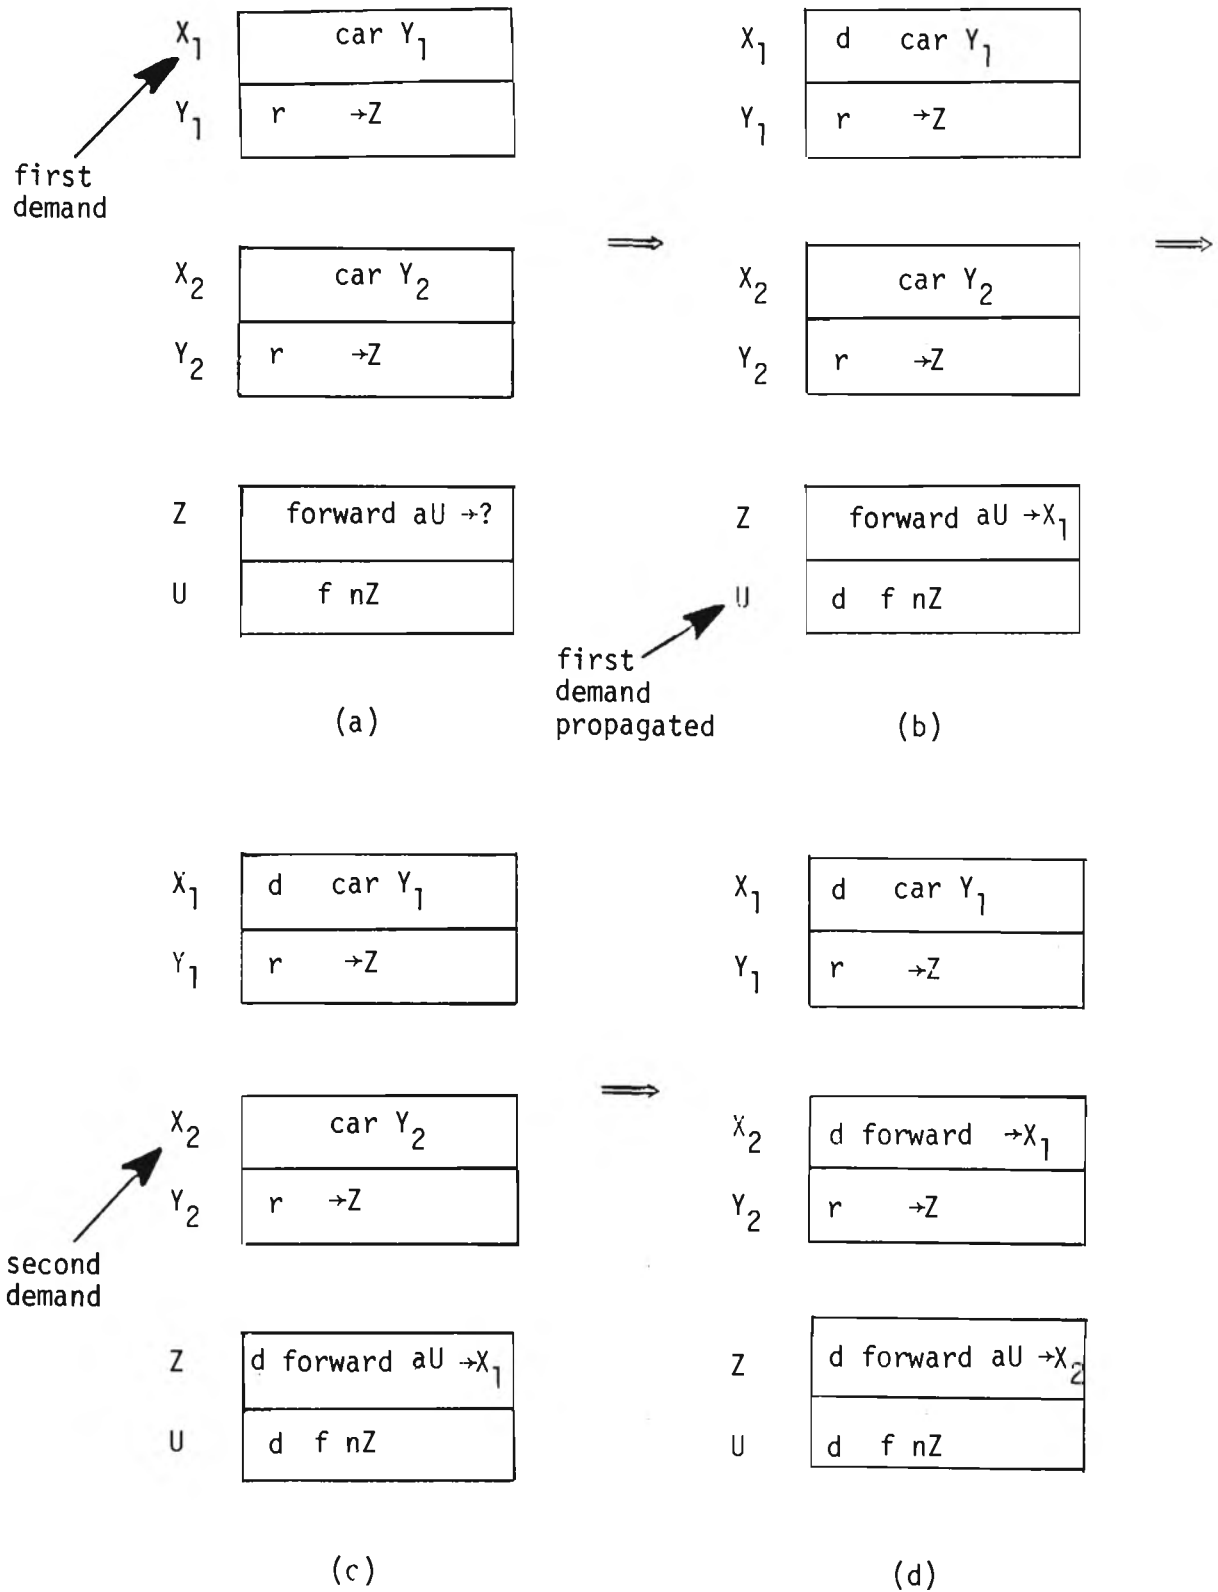 X1 car Y1
Y1 r →Z
first
demand
X2 car Y2
Y2 r →Z
Z forward aU →?
U f nZ
(a)
⇒
X1 d car Y1
Y1 r →Z
X2 car Y2
Y2 r →Z
Z forward aU →X1
U d f nZ
first
demand
propagated
(b)
⇒
X1 d car Y1
Y1 r →Z
X2 car Y2
Y2 r →Z
second
demand
Z d forward aU →X1
U d f nZ
(c)
⇒
X1 d car Y1
Y1 r →Z
X2 d forward →X1
Y2 r →Z
Z d forward aU →X2
U d f nZ
(d)